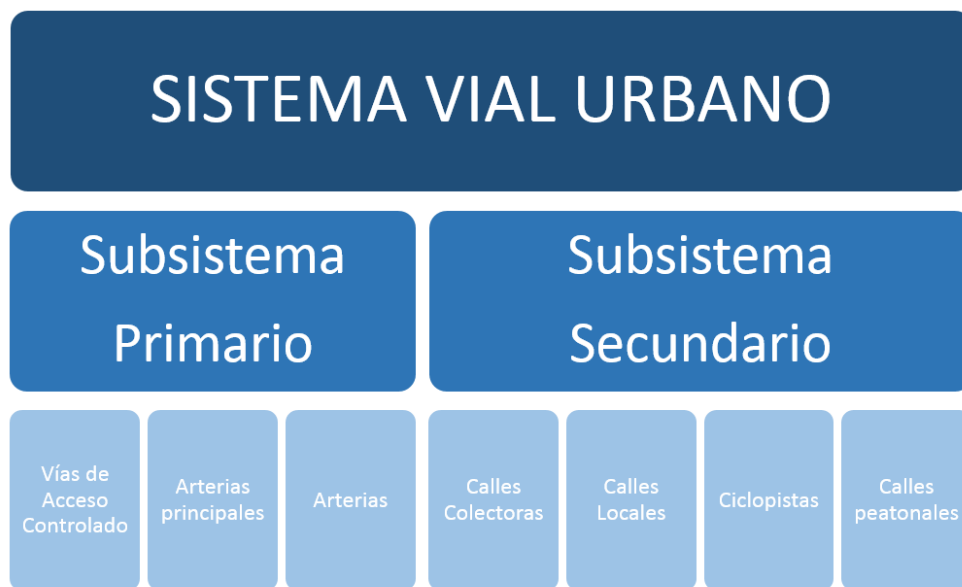 SISTEMA VIAL URBANO
Subsistema
Primario
Subsistema
Secundario
Vías de
Acceso
Controlado
Arterias
principales
Arterias
Calles
Colectoras
Calles
Locales
Ciclopistas
Calles
peatonales